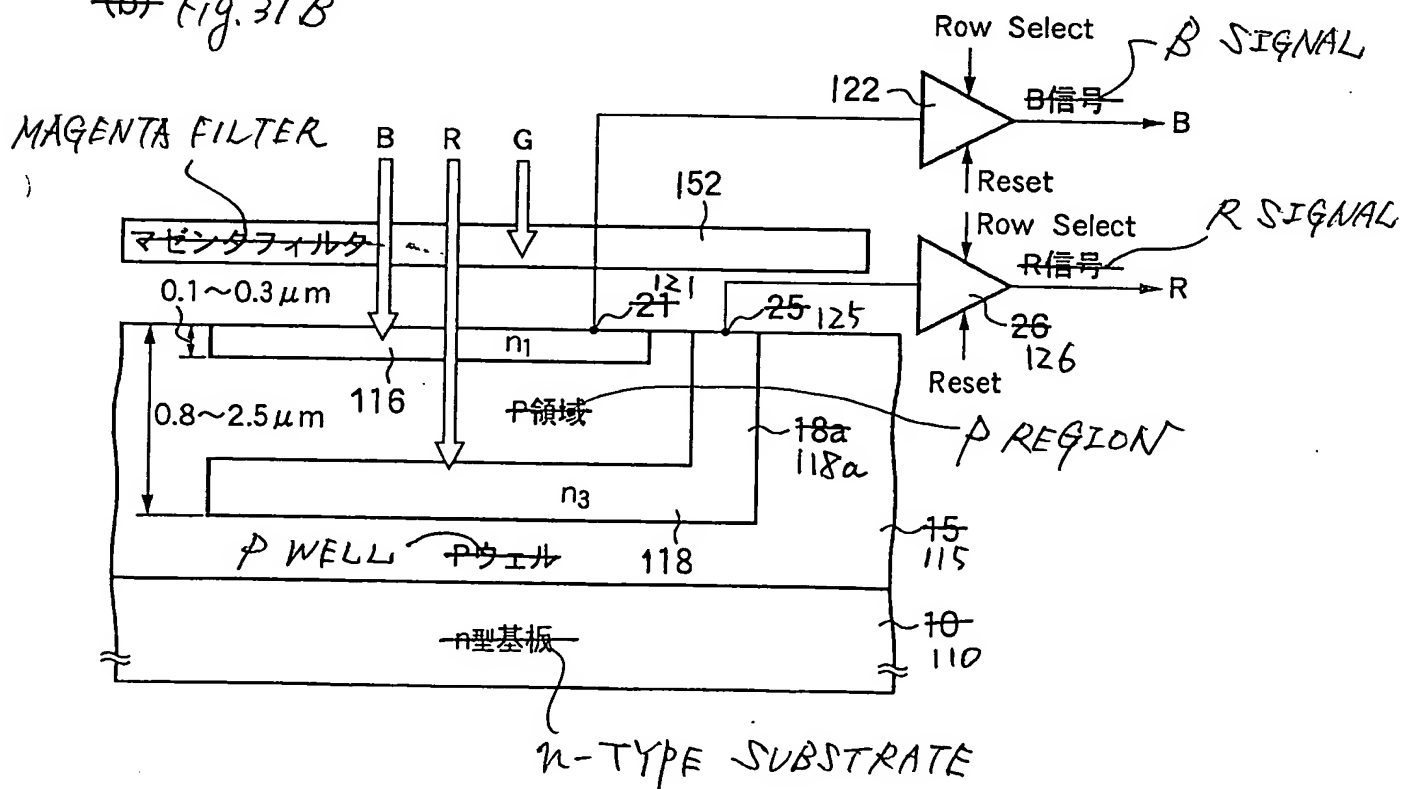 (b) Fig. 31B
Row Select
B SIGNAL
122
B信号
B
MAGENTA FILTER
B
R
G
Reset
152
Row Select
R SIGNAL
マゼンタフィルタ
R信号
R
0.1〜0.3μm
121
21
25
125
26
126
n1
Reset
116
0.8〜2.5μm
P領域
18a
118a
P REGION
n3
P WELL
Pウェル
118
15
115
n型基板
10
110
n-TYPE SUBSTRATE